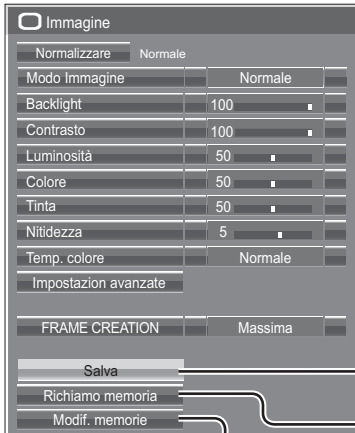 Immagine
Normalizzare Normale
Modo Immagine Normale
Backlight 100
Contrasto 100
Luminosità 50
Colore 50
Tinta 50
Nitidezza 5
Temp. colore Normale
Impostazion avanzate
FRAME CREATION Massima
Salva
Richiamo memoria
Modif. memorie